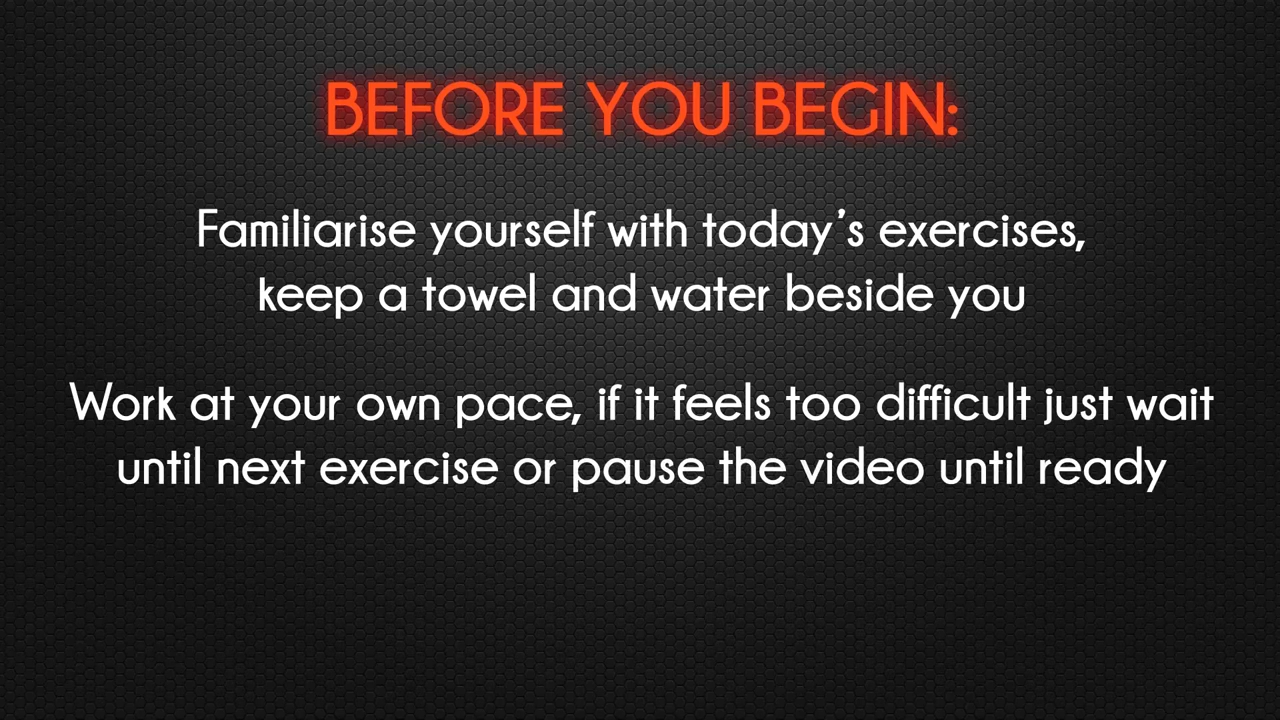 BEFORE YOU BEGIN:
Familiarise yourself with today's exercises,
keep a towel and water beside you
Work at your own pace, if it feels too difficult just wait
until next exercise or pause the video until ready